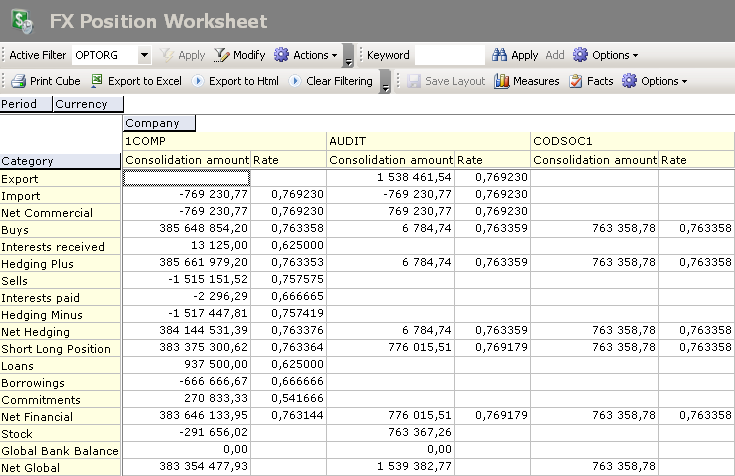 FX Position Worksheet
Active Filter OPTORG Apply Modify Actions Keyword Apply Add Options
Print Cube Export to Excel Export to Html Clear Filtering Save Layout Measures Facts Options
Period Currency
Company
1COMP AUDIT CODSOC1
Category Consolidation amount Rate Consolidation amount Rate Consolidation amount Rate
Export 1 538 461,54 0,769230
Import -769 230,77 0,769230 -769 230,77 0,769230
Net Commercial -769 230,77 0,769230 769 230,77 0,769230
Buys 385 648 854,20 0,763358 6 784,74 0,763359 763 358,78 0,763358
Interests received 13 125,00 0,625000
Hedging Plus 385 661 979,20 0,763353 6 784,74 0,763359 763 358,78 0,763358
Sells -1 515 151,52 0,757575
Interests paid -2 296,29 0,666665
Hedging Minus -1 517 447,81 0,757419
Net Hedging 384 144 531,39 0,763376 6 784,74 0,763359 763 358,78 0,763358
Short Long Position 383 375 300,62 0,763364 776 015,51 0,769179 763 358,78 0,763358
Loans 937 500,00 0,625000
Borrowings -666 666,67 0,666666
Commitments 270 833,33 0,541666
Net Financial 383 646 133,95 0,763144 776 015,51 0,769179 763 358,78 0,763358
Stock -291 656,02 763 367,26
Global Bank Balance 0,00 0,00
Net Global 383 354 477,93 1 539 382,77 763 358,78